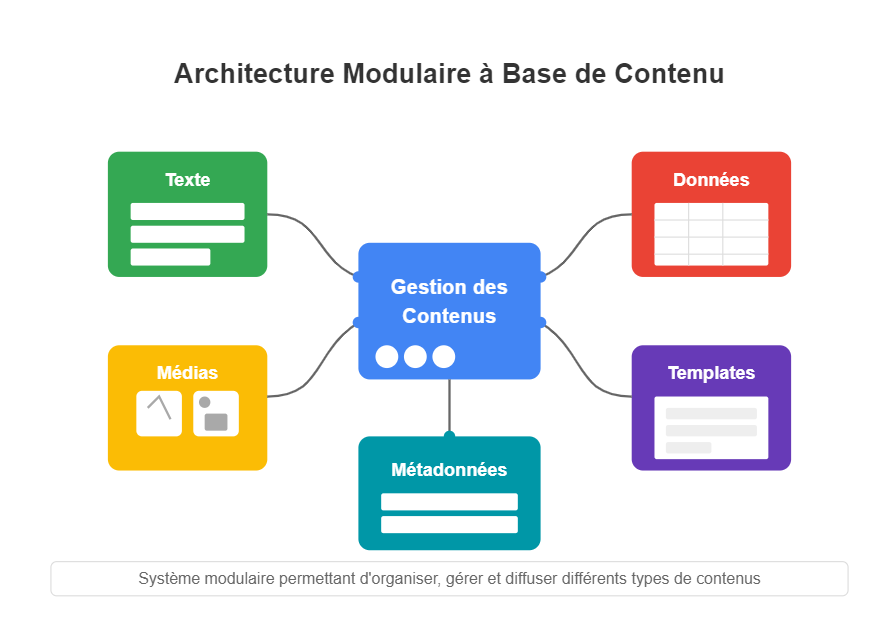 Architecture Modulaire à Base de Contenu
Texte
Données
Gestion des
Contenus
Médias
Templates
Métadonnées
Système modulaire permettant d'organiser, gérer et diffuser différents types de contenus